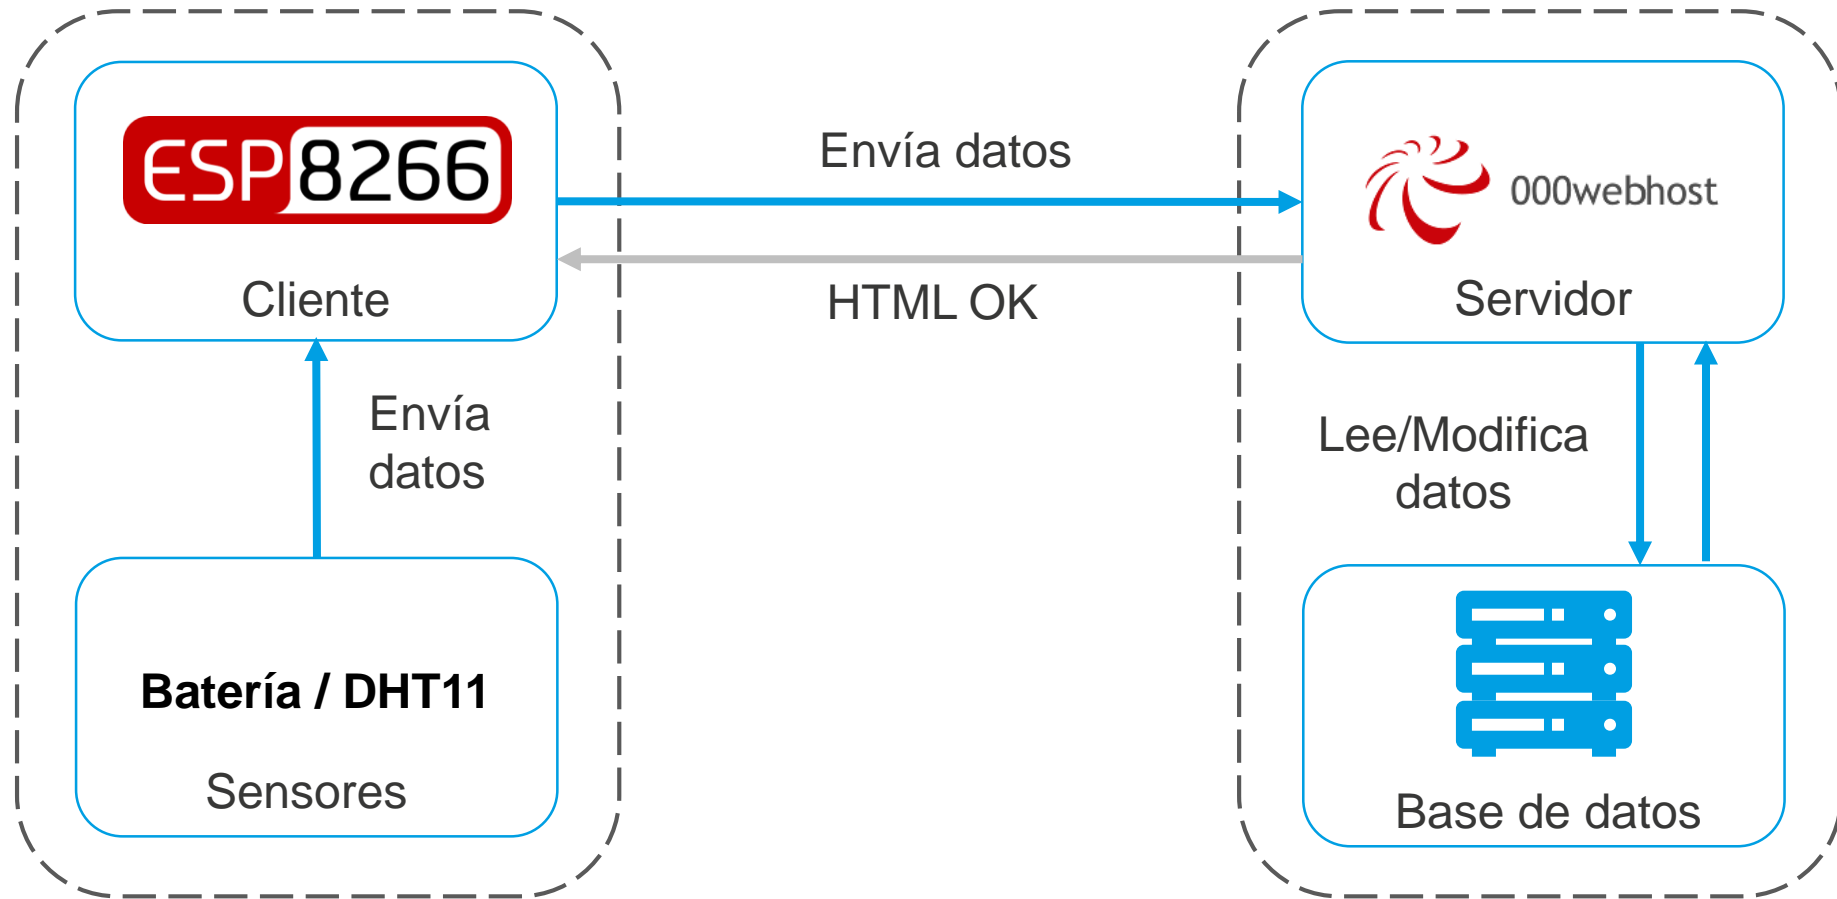 ESP8266
Cliente
Envía datos
HTML OK
000webhost
Servidor
Envía
datos
Lee/Modifica
datos
Batería / DHT11
Sensores
Base de datos